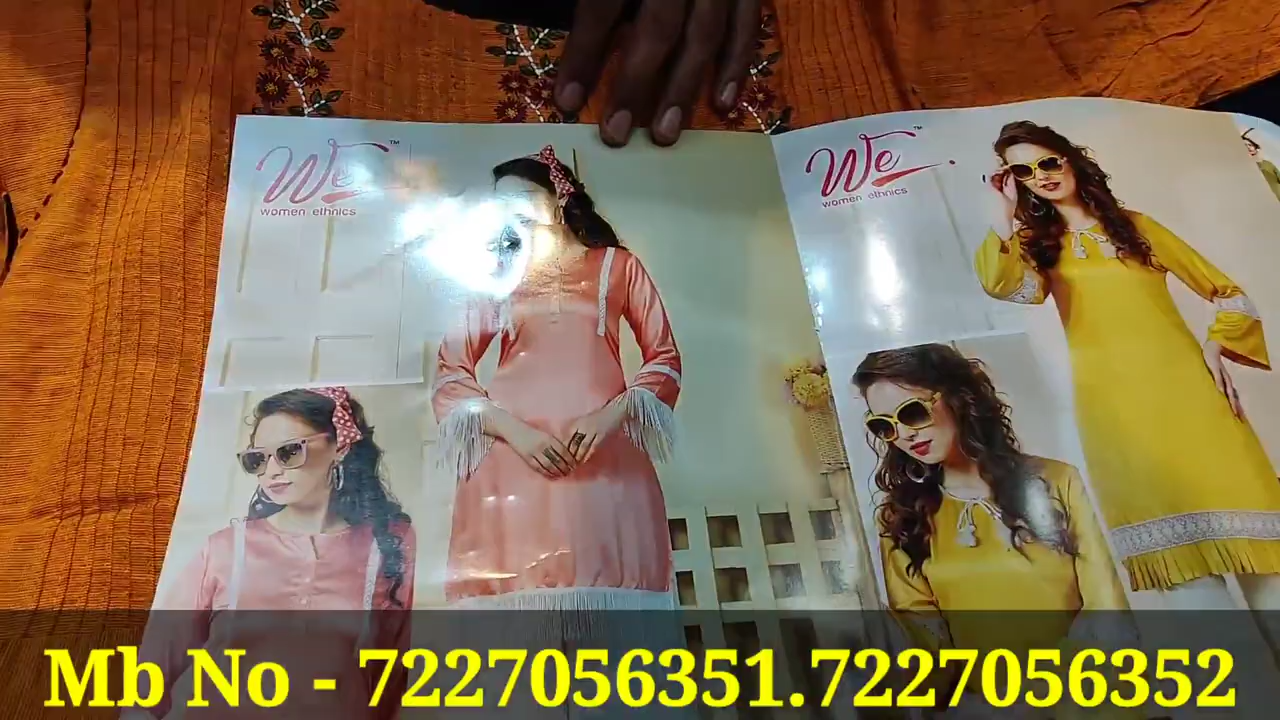 We™
women ethnics
We™
women ethnics
Mb No - 7227056351.7227056352